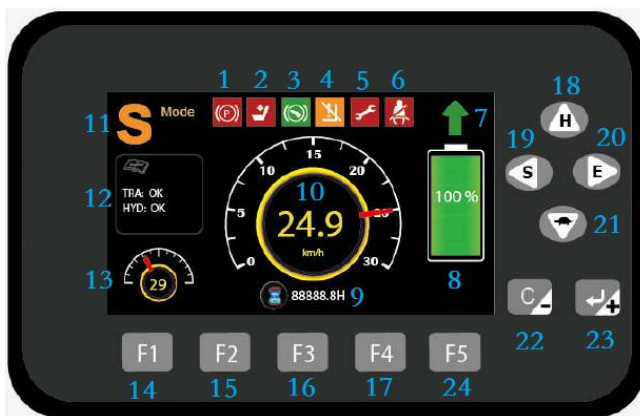 1 2 3 4 5 6
11 S Mode (P) 7
18
H
19 20
S E
21
12 TRA: OK
HYD: OK
0 5 10 15 20 25 30
10
24.9
km/h
100 %
8
13 29
88888.8H 9
C - ↵ +
22 23
F1 F2 F3 F4 F5
14 15 16 17 24